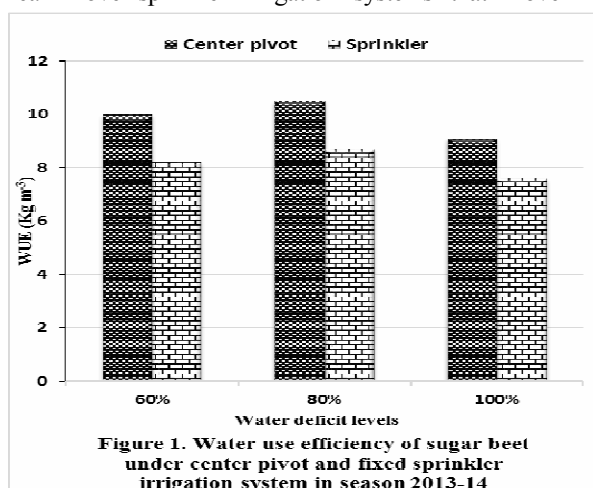 Center pivot Sprinkler
12
10
8
6
4
2
0
WUE (Kg m-3)
60% 80% 100%
Water deficit levels
Figure 1. Water use efficiency of sugar beet
under center pivot and fixed sprinkler
irrigation system in season 2013-14